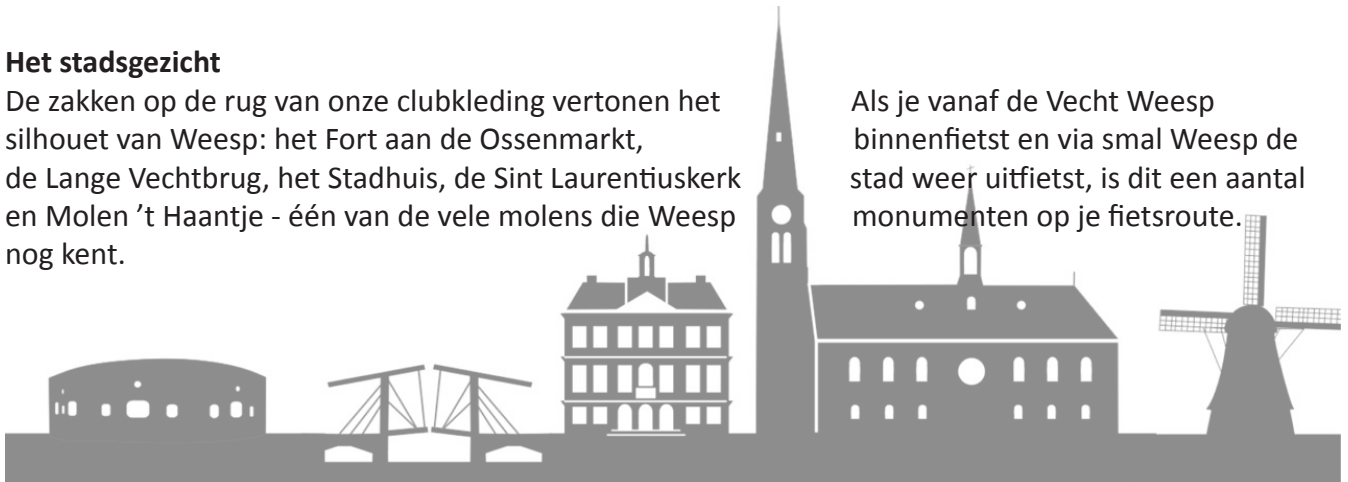 Het stadsgezicht
De zakken op de rug van onze clubkleding vertonen het
silhouet van Weesp: het Fort aan de Ossenmarkt,
de Lange Vechtbrug, het Stadhuis, de Sint Laurentiuskerk
en Molen ’t Haantje - één van de vele molens die Weesp
nog kent.
Als je vanaf de Vecht Weesp
binnenfietst en via smal Weesp de
stad weer uitfietst, is dit een aantal
monumenten op je fietsroute.